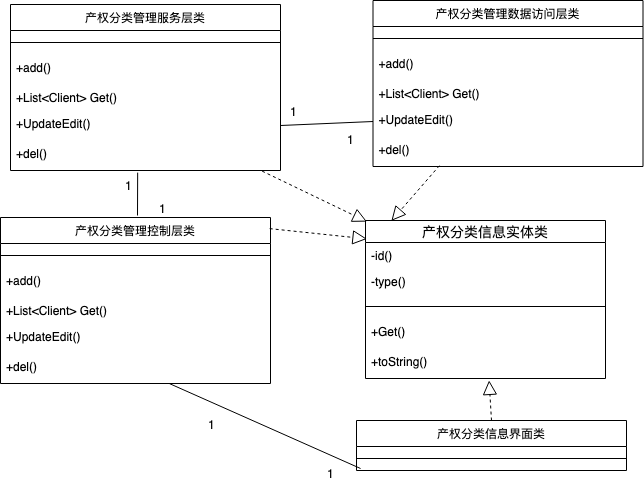 产权分类管理服务层类
+add()
+List<Client> Get()
+UpdateEdit()
+del()
产权分类管理数据访问层类
+add()
+List<Client> Get()
+UpdateEdit()
+del()
1
1
1
1
产权分类管理控制层类
+add()
+List<Client> Get()
+UpdateEdit()
+del()
产权分类信息实体类
-id()
-type()
+Get()
+toString()
1
1
产权分类信息界面类